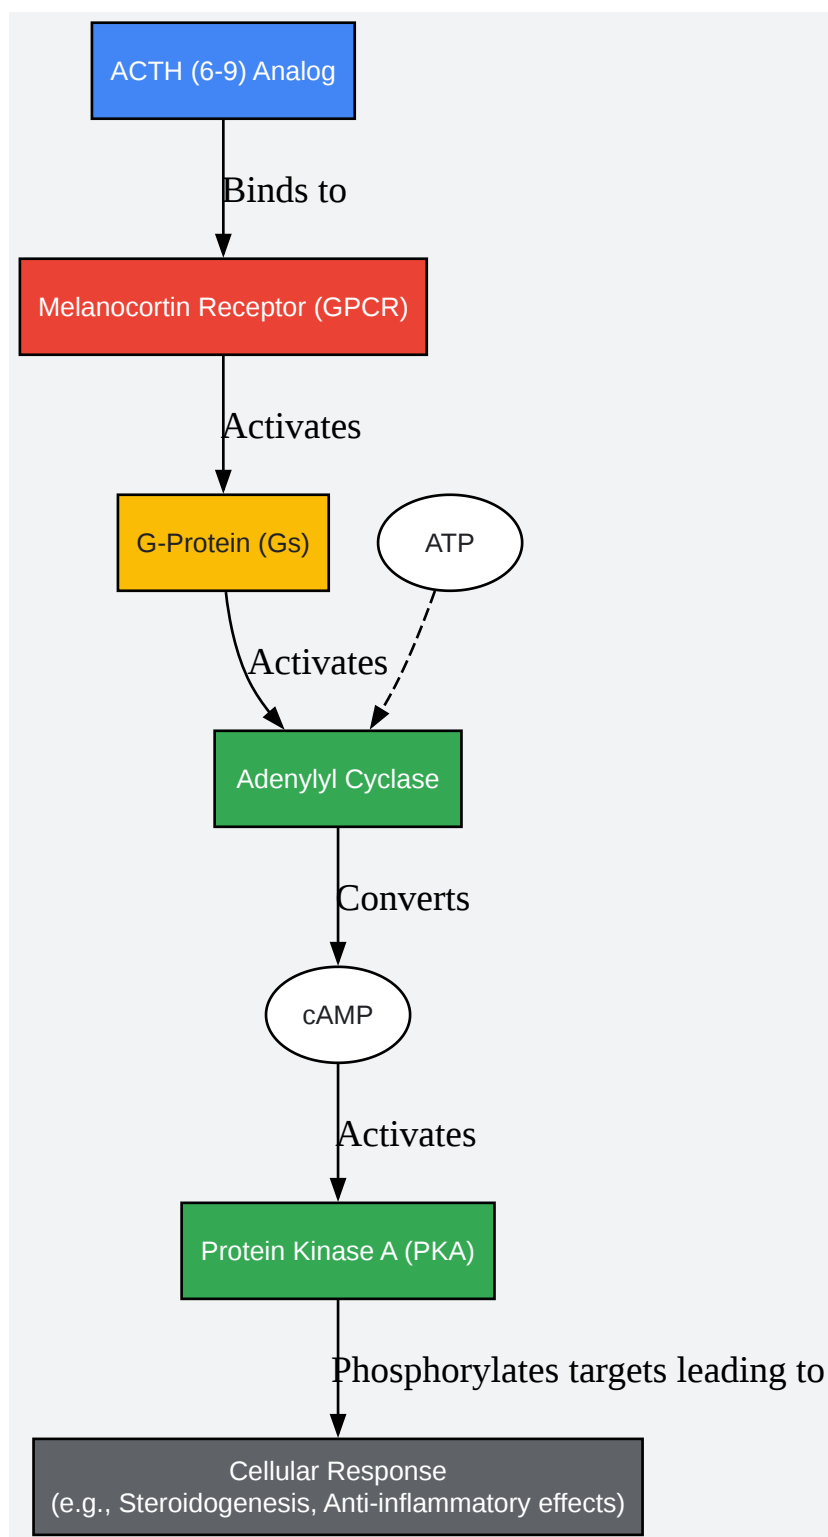 ACTH (6-9) Analog
Binds to
Melanocortin Receptor (GPCR)
Activates
G-Protein (Gs)
ATP
Activates
Adenylyl Cyclase
Converts
cAMP
Activates
Protein Kinase A (PKA)
Phosphorylates targets leading to
Cellular Response
(e.g., Steroidogenesis, Anti-inflammatory effects)